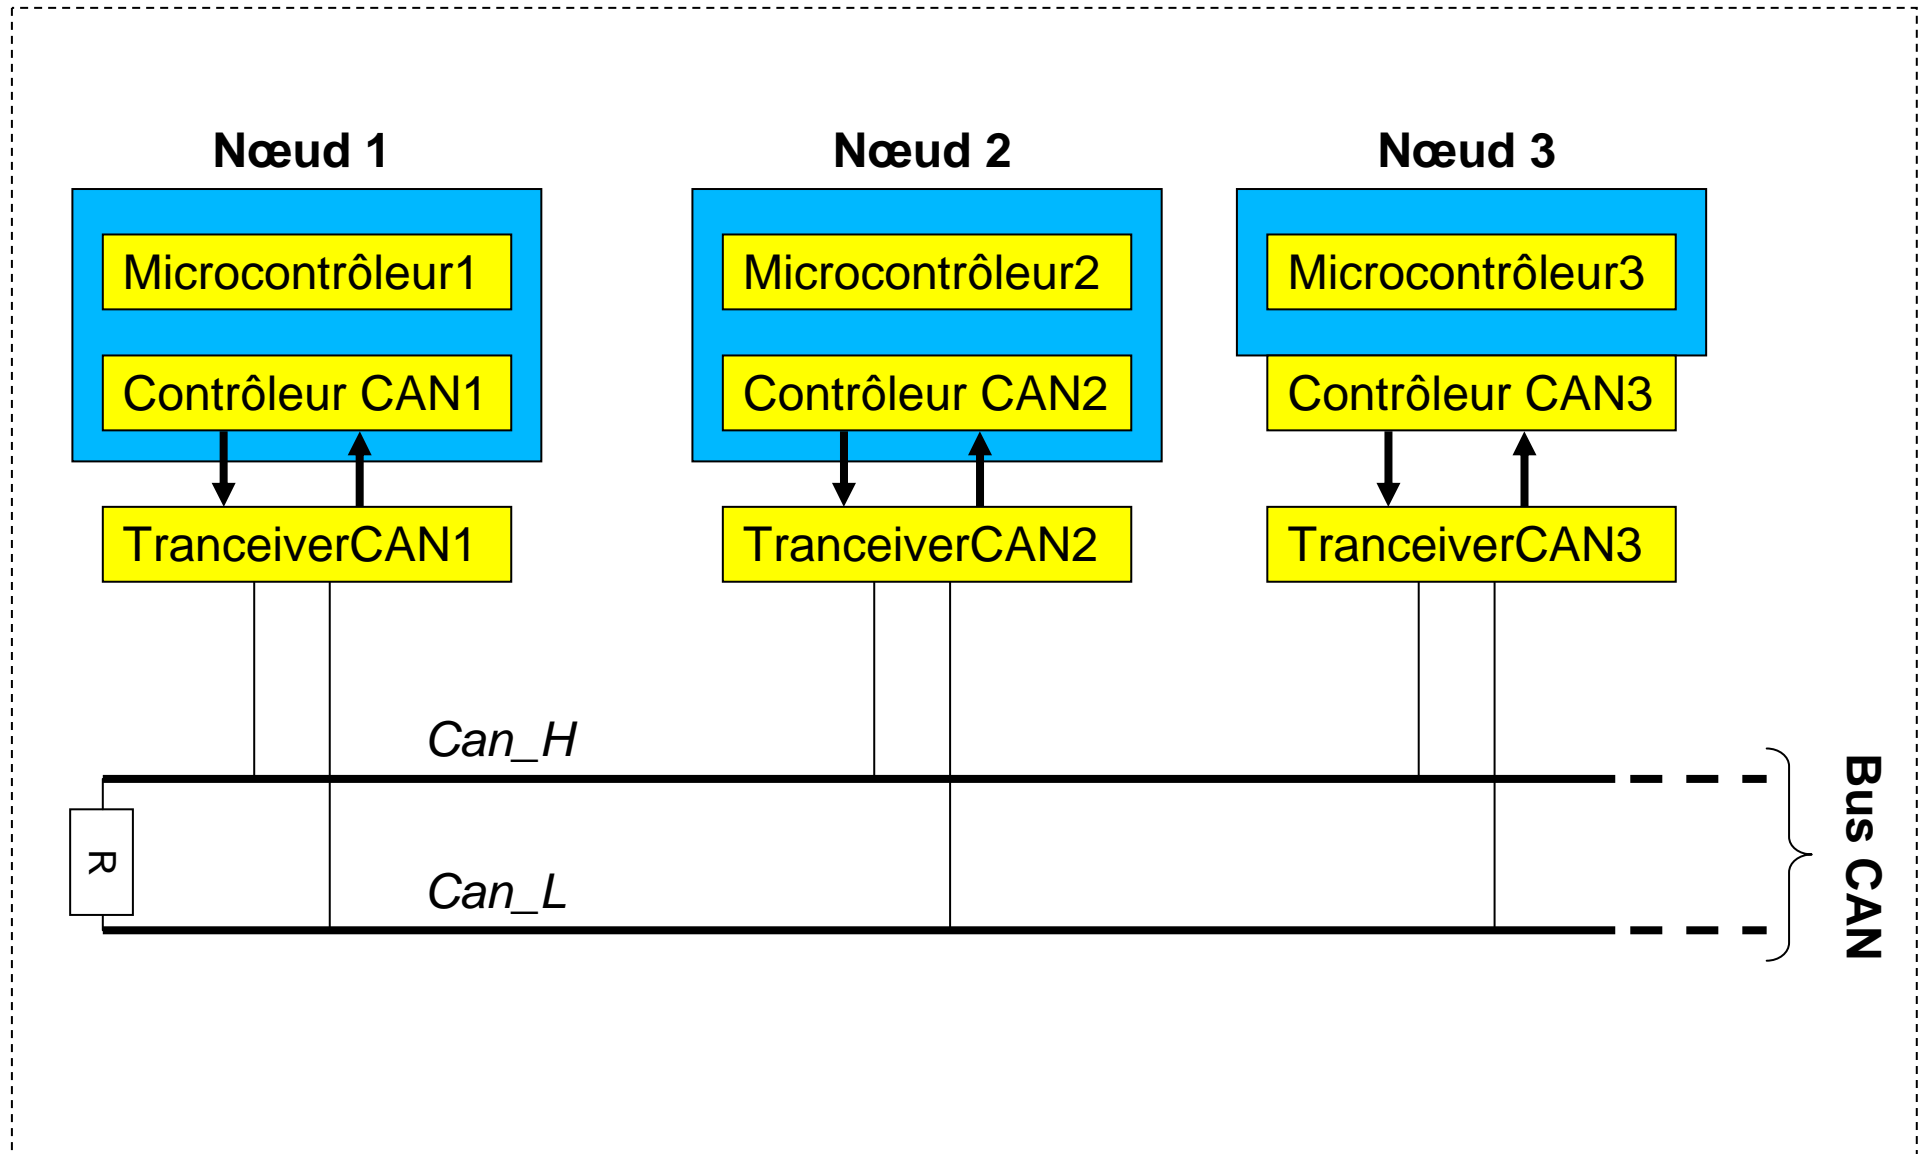 Nœud 1
Nœud 2
Nœud 3
Microcontrôleur1
Microcontrôleur2
Microcontrôleur3
Contrôleur CAN1
Contrôleur CAN2
Contrôleur CAN3
TranceiverCAN1
TranceiverCAN2
TranceiverCAN3
Can_H
R
Can_L
Bus CAN